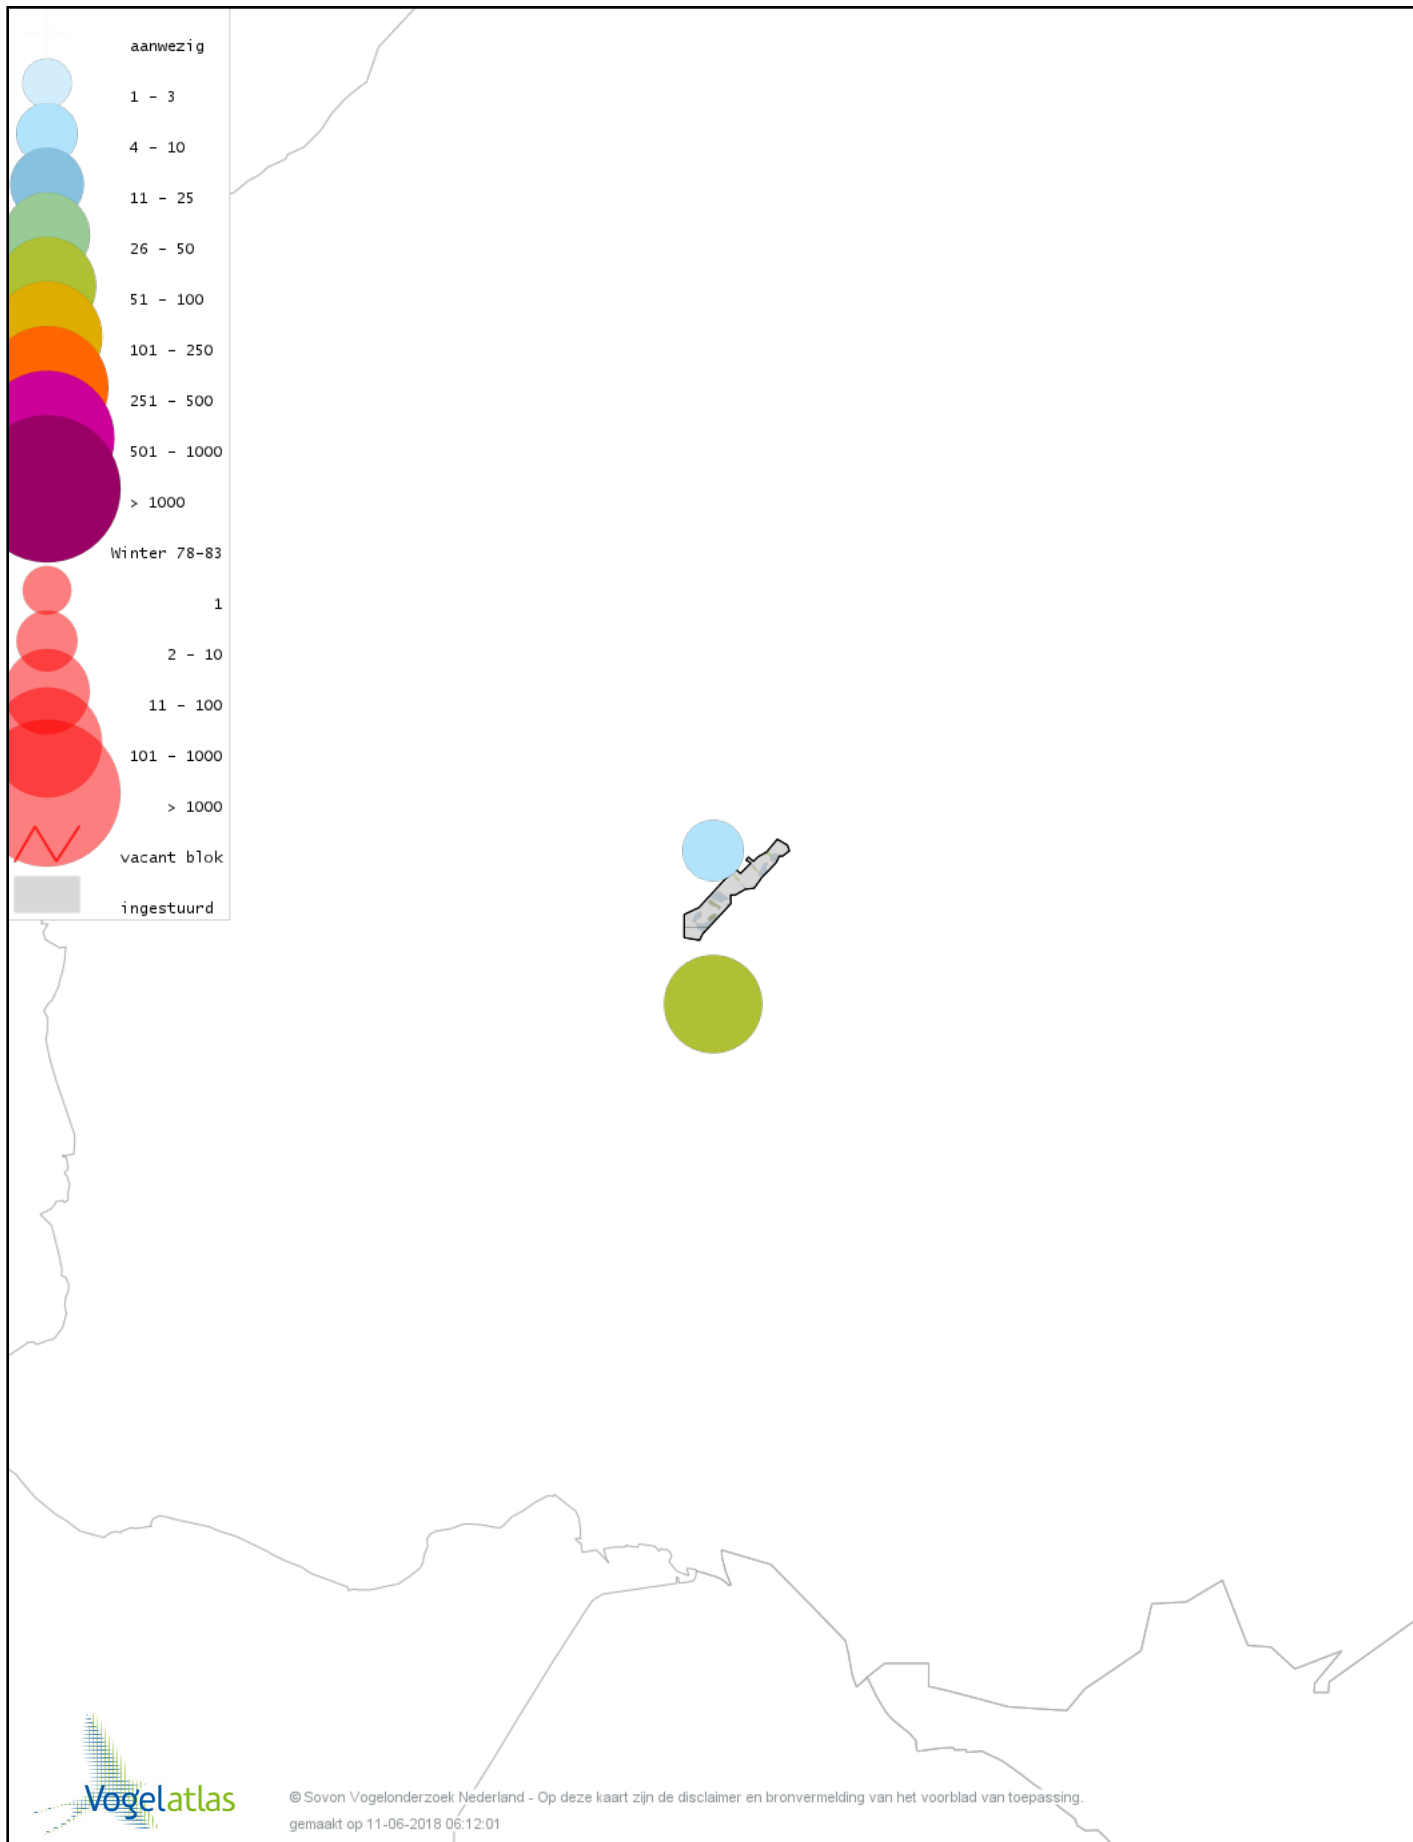 aanwezig
1 - 3
4 - 10
11 - 25
26 - 50
51 - 100
101 - 250
251 - 500
501 - 1000
> 1000
Winter 78-83
1
2 - 10
11 - 100
101 - 1000
> 1000
vacant blok
ingestuurd
Vogelatlas
© Sovon Vogelonderzoek Nederland - Op deze kaart zijn de disclaimer en bronvermelding van het voorblad van toepassing.
gemaakt op 11-06-2018 06:12:01